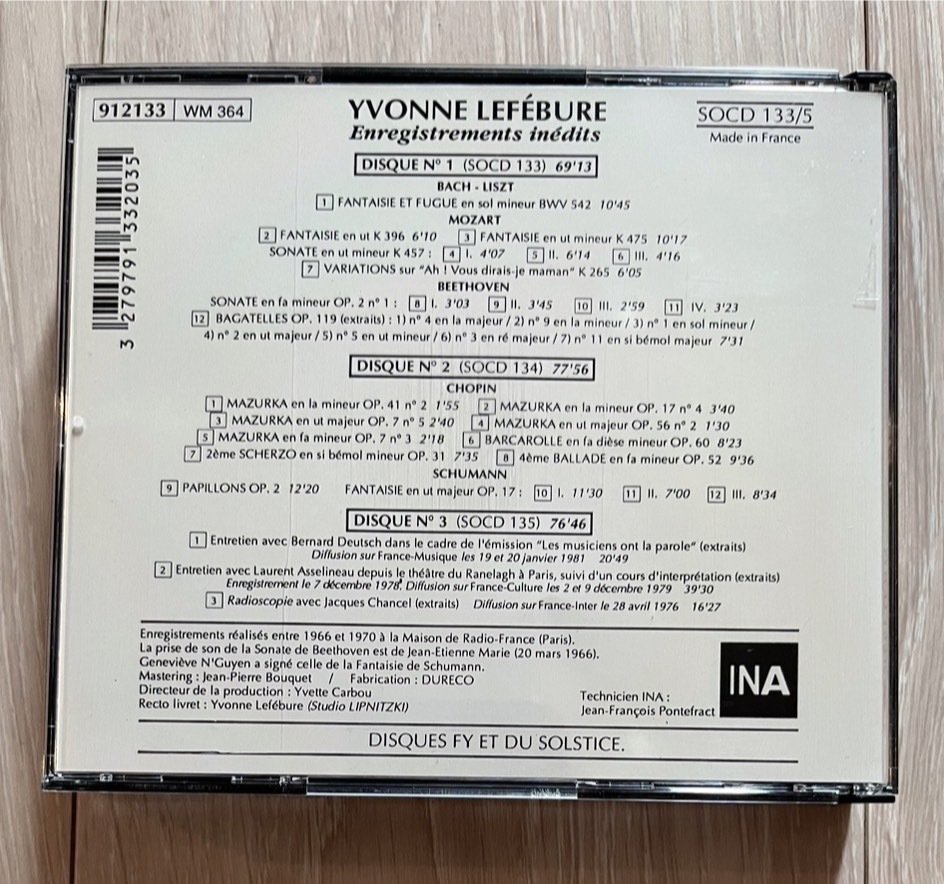 912133 WM 364
YVONNE LEFÉBURE
Enregistrements inédits
SOCD 133/5
Made in France
3 279791 332035
DISQUE Nº 1 (SOCD 133) 69'13
BACH - LISZT
1 FANTAISIE ET FUGUE en sol mineur BWV 542 10'45
MOZART
2 FANTAISIE en ut K 396 6'10 3 FANTAISIE en ut mineur K 475 10'17
SONATE en ut mineur K 457 : 4 I. 4'07 5 II. 6'14 6 III. 4'16
7 VARIATIONS sur "Ah ! Vous dirais-je maman" K 265 6'05
BEETHOVEN
SONATE en fa mineur OP. 2 nº 1 : 8 I. 3'03 9 II. 3'45 10 III. 2'59 11 IV. 3'23
12 BAGATELLES OP. 119 (extraits) : 1) nº 4 en la majeur / 2) nº 9 en la mineur / 3) nº 1 en sol mineur /
4) nº 2 en ut majeur / 5) nº 5 en ut mineur / 6) nº 3 en ré majeur / 7) nº 11 en si bémol majeur 7'31
DISQUE Nº 2 (SOCD 134) 77'56
CHOPIN
1 MAZURKA en la mineur OP. 41 nº 2 1'55 2 MAZURKA en la mineur OP. 17 nº 4 3'40
3 MAZURKA en ut majeur OP. 7 nº 5 2'40 4 MAZURKA en ut majeur OP. 56 nº 2 1'30
5 MAZURKA en fa mineur OP. 7 nº 3 2'18 6 BARCAROLLE en fa dièse mineur OP. 60 8'23
7 2ème SCHERZO en si bémol mineur OP. 31 7'35 8 4ème BALLADE en fa mineur OP. 52 9'36
SCHUMANN
9 PAPILLONS OP. 2 12'20 FANTAISIE en ut majeur OP. 17 : 10 I. 11'30 11 II. 7'00 12 III. 8'34
DISQUE Nº 3 (SOCD 135) 76'46
1 Entretien avec Bernard Deutsch dans le cadre de l'émission "Les musiciens ont la parole" (extraits)
Diffusion sur France-Musique les 19 et 20 janvier 1981 20'49
2 Entretien avec Laurent Asselineau depuis le théâtre du Ranelagh à Paris, suivi d'un cours d'interprétation (extraits)
Enregistrement le 7 décembre 1978. Diffusion sur France-Culture les 2 et 9 décembre 1979 39'30
3 Radioscopie avec Jacques Chancel (extraits) Diffusion sur France-Inter le 28 avril 1976 16'27
Enregistrements réalisés entre 1966 et 1970 à la Maison de Radio-France (Paris).
La prise de son de la Sonate de Beethoven est de Jean-Etienne Marie (20 mars 1966).
Geneviève N'Guyen a signé celle de la Fantaisie de Schumann.
Mastering : Jean-Pierre Bouquet / Fabrication : DURECO
Directeur de la production : Yvette Carbou
Recto livret : Yvonne Lefébure (Studio LIPNITZKI)
Technicien INA :
Jean-François Pontefract
INA
DISQUES FY ET DU SOLSTICE.